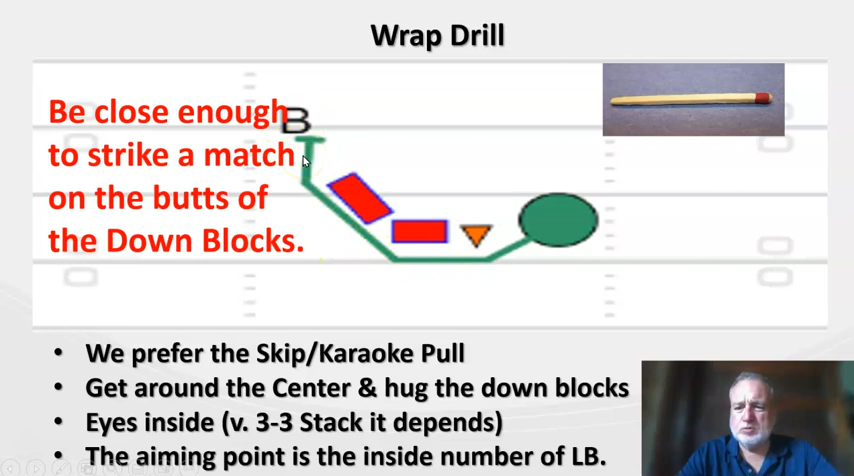 Wrap Drill
Be close enough
to strike a match
on the butts of
the Down Blocks.
B
• We prefer the Skip/Karaoke Pull
• Get around the Center & hug the down blocks
• Eyes inside (v. 3-3 Stack it depends)
• The aiming point is the inside number of LB.